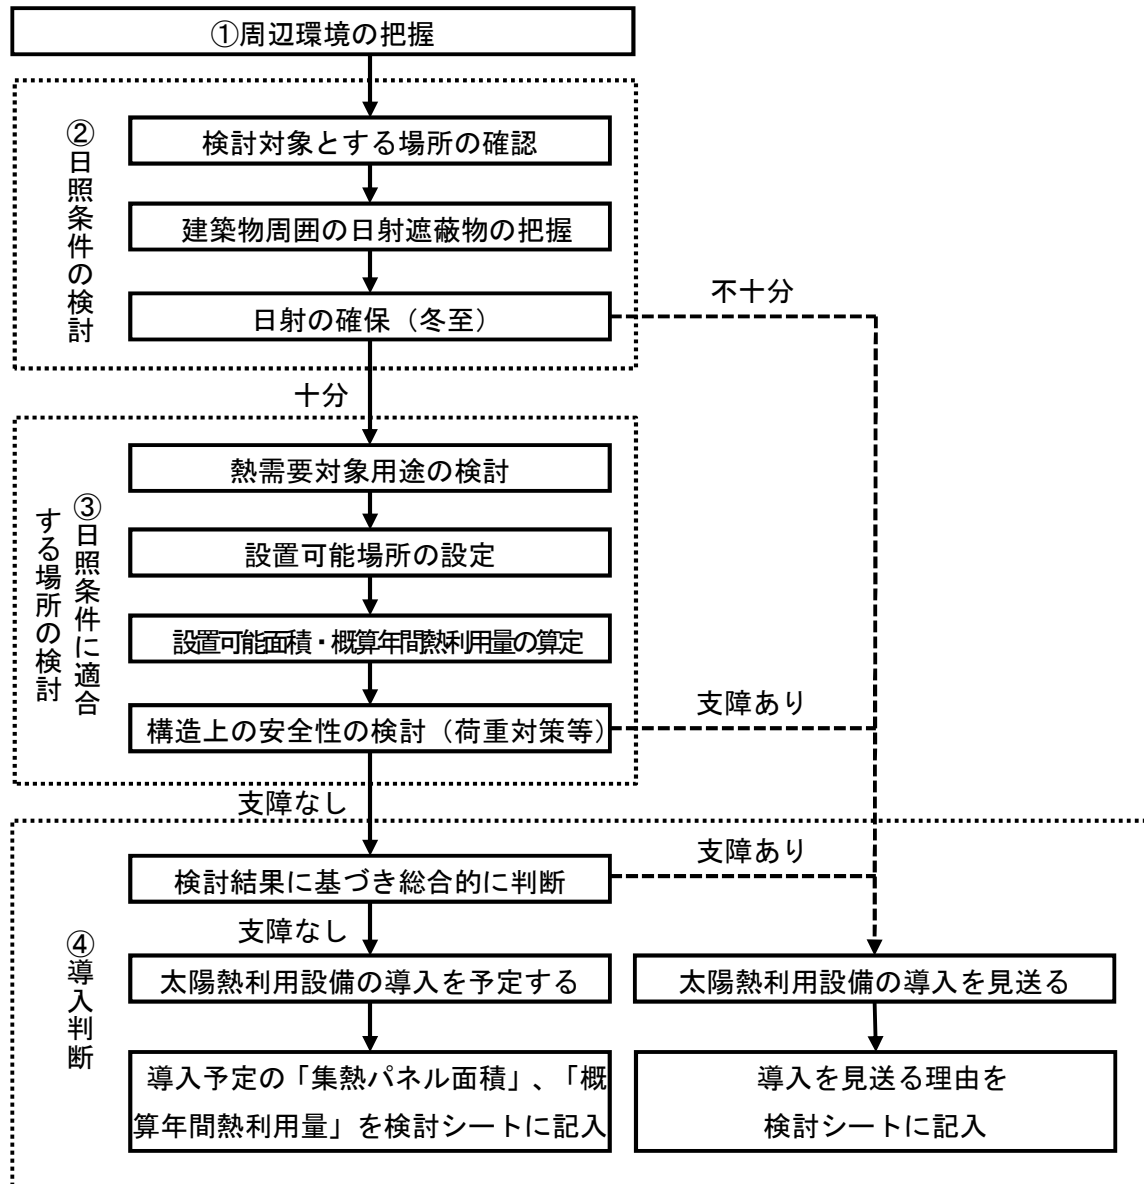 ①周辺環境の把握
②日照条件の検討
検討対象とする場所の確認
建築物周囲の日射遮蔽物の把握
日射の確保（冬至）
不十分
十分
③日照条件に適合
する場所の検討
熱需要対象用途の検討
設置可能場所の設定
設置可能面積・概算年間熱利用量の算定
構造上の安全性の検討（荷重対策等）
支障あり
支障なし
④導入判断
検討結果に基づき総合的に判断
支障あり
支障なし
太陽熱利用設備の導入を予定する
太陽熱利用設備の導入を見送る
導入予定の「集熱パネル面積」、「概
算年間熱利用量」を検討シートに記入
導入を見送る理由を
検討シートに記入